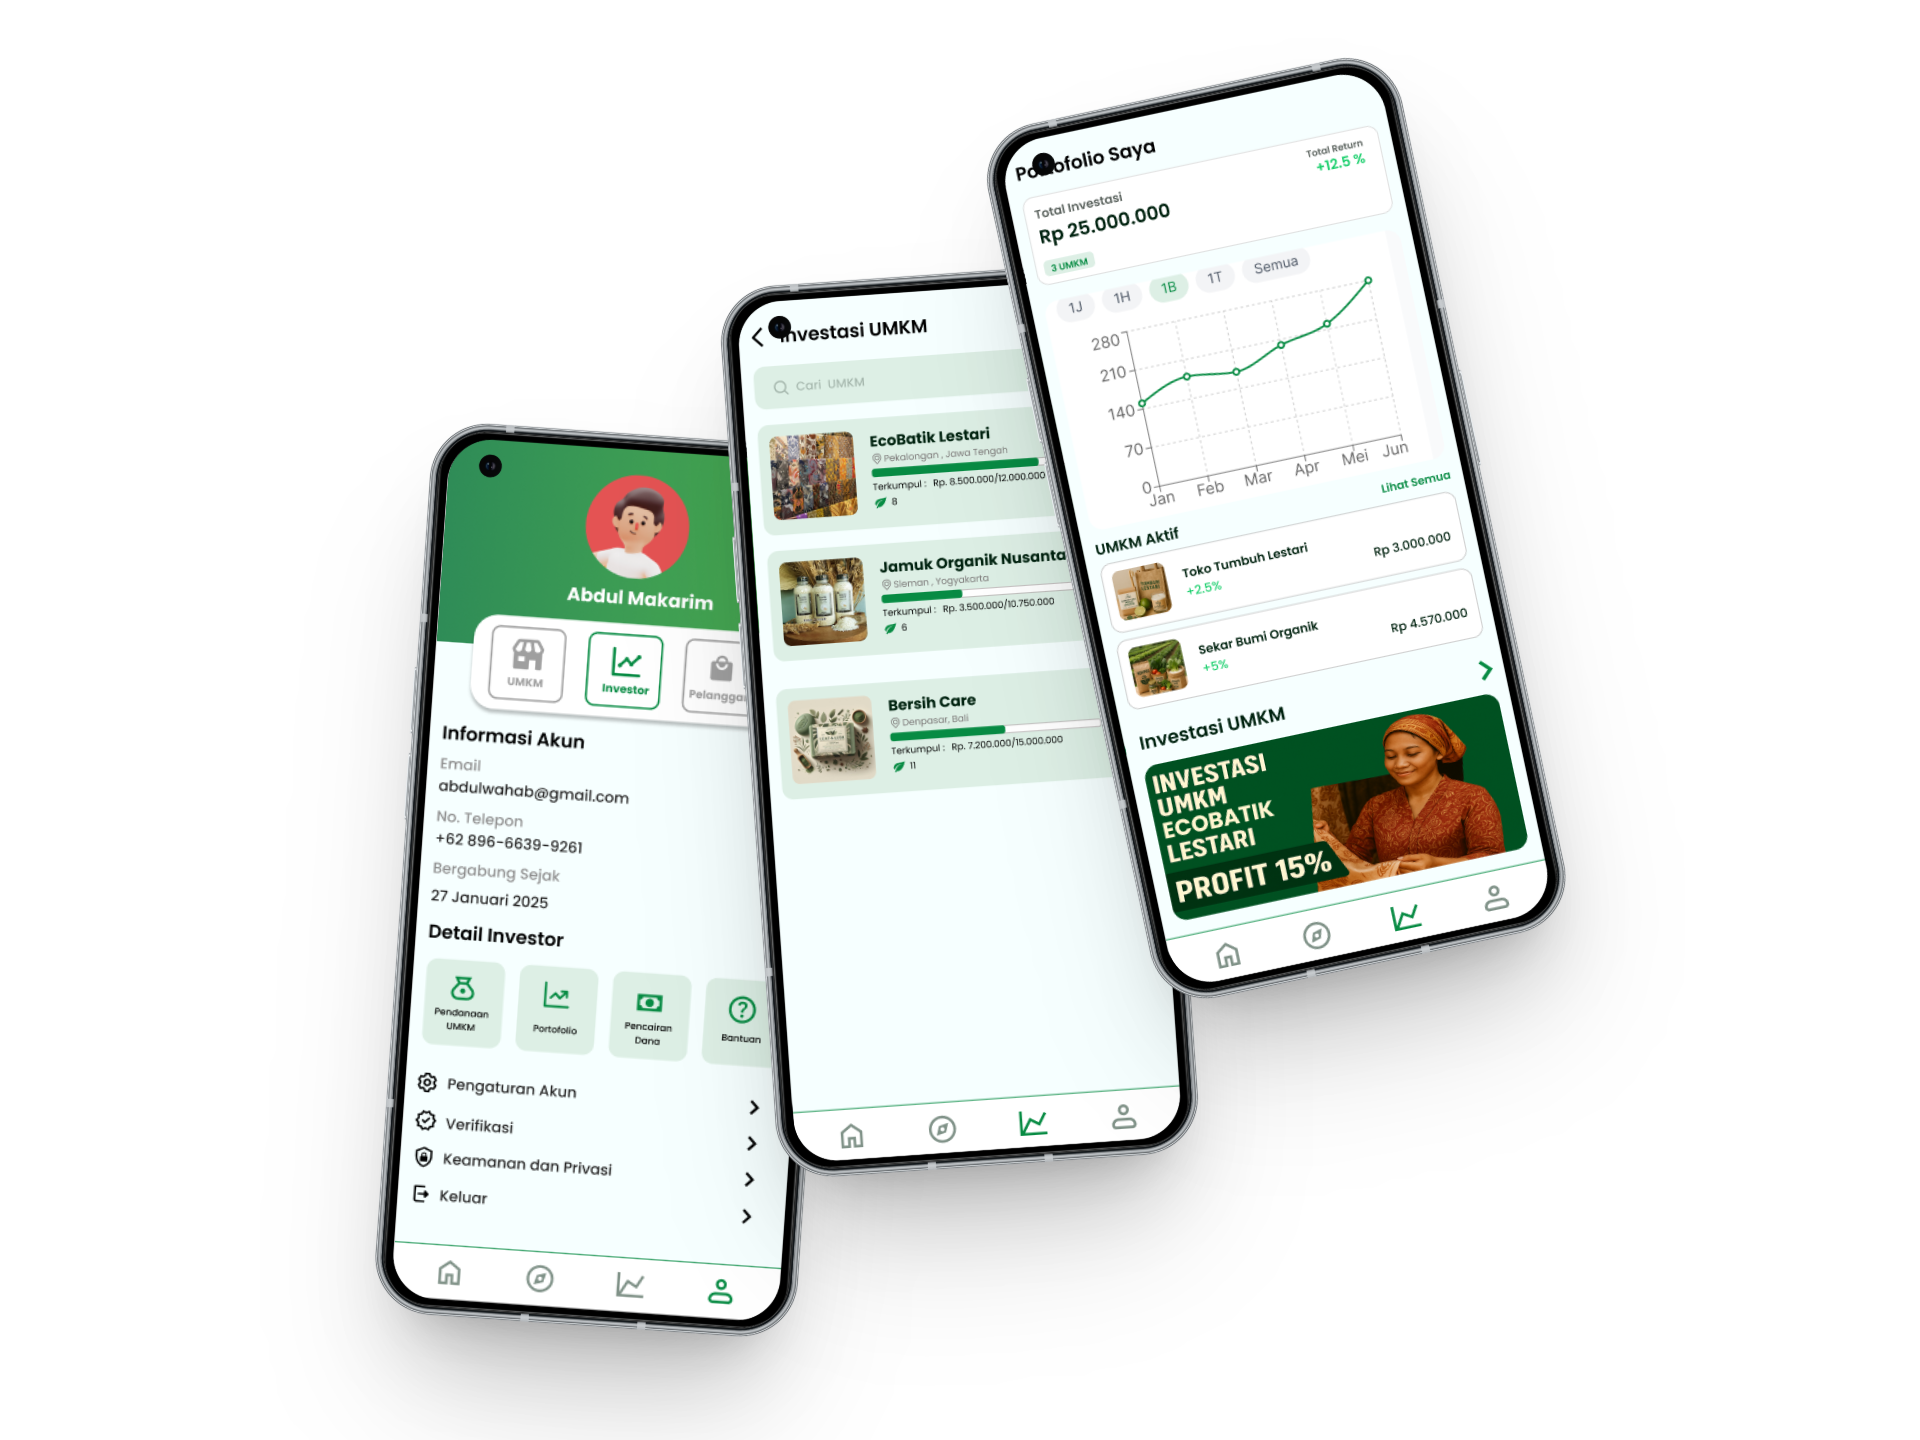 Abdul Makarim
UMKM
Investor
Informasi Akun
Email
abdulwahab@gmail.com
No. Telepon
+62 896-6639-9261
Bergabung Sejak
27 Januari 2025
Detail Investor
Pendanaan
UMKM
Portofolio
Pencairan
Dana
Bantuan
Pengaturan Akun
Verifikasi
Keamanan dan Privasi
Keluar
Investasi UMKM
Cari UMKM
EcoBatik Lestari
Pekalongan , Jawa Tengah
Terkumpul : Rp. 8.500.000/12.000.000
8
Jamuk Organik Nusanta
Sleman , Yogyakarta
Terkumpul : Rp. 3.500.000/10.750.000
6
Bersih Care
Denpasar, Bali
Terkumpul : Rp. 7.200.000/15.000.000
11
Portofolio Saya
Total Investasi
Rp 25.000.000
3 UMKM
Total Return
+12.5 %
1J 1H 1B 1T Semua
280
210
140
70
0
Jan Feb Mar Apr Mei Jun
Lihat Semua
UMKM Aktif
Toko Tumbuh Lestari
+2.5%
Rp 3.000.000
Sekar Bumi Organik
+5%
Rp 4.570.000
Investasi UMKM
INVESTASI
UMKM
ECOBATIK
LESTARI
PROFIT 15%